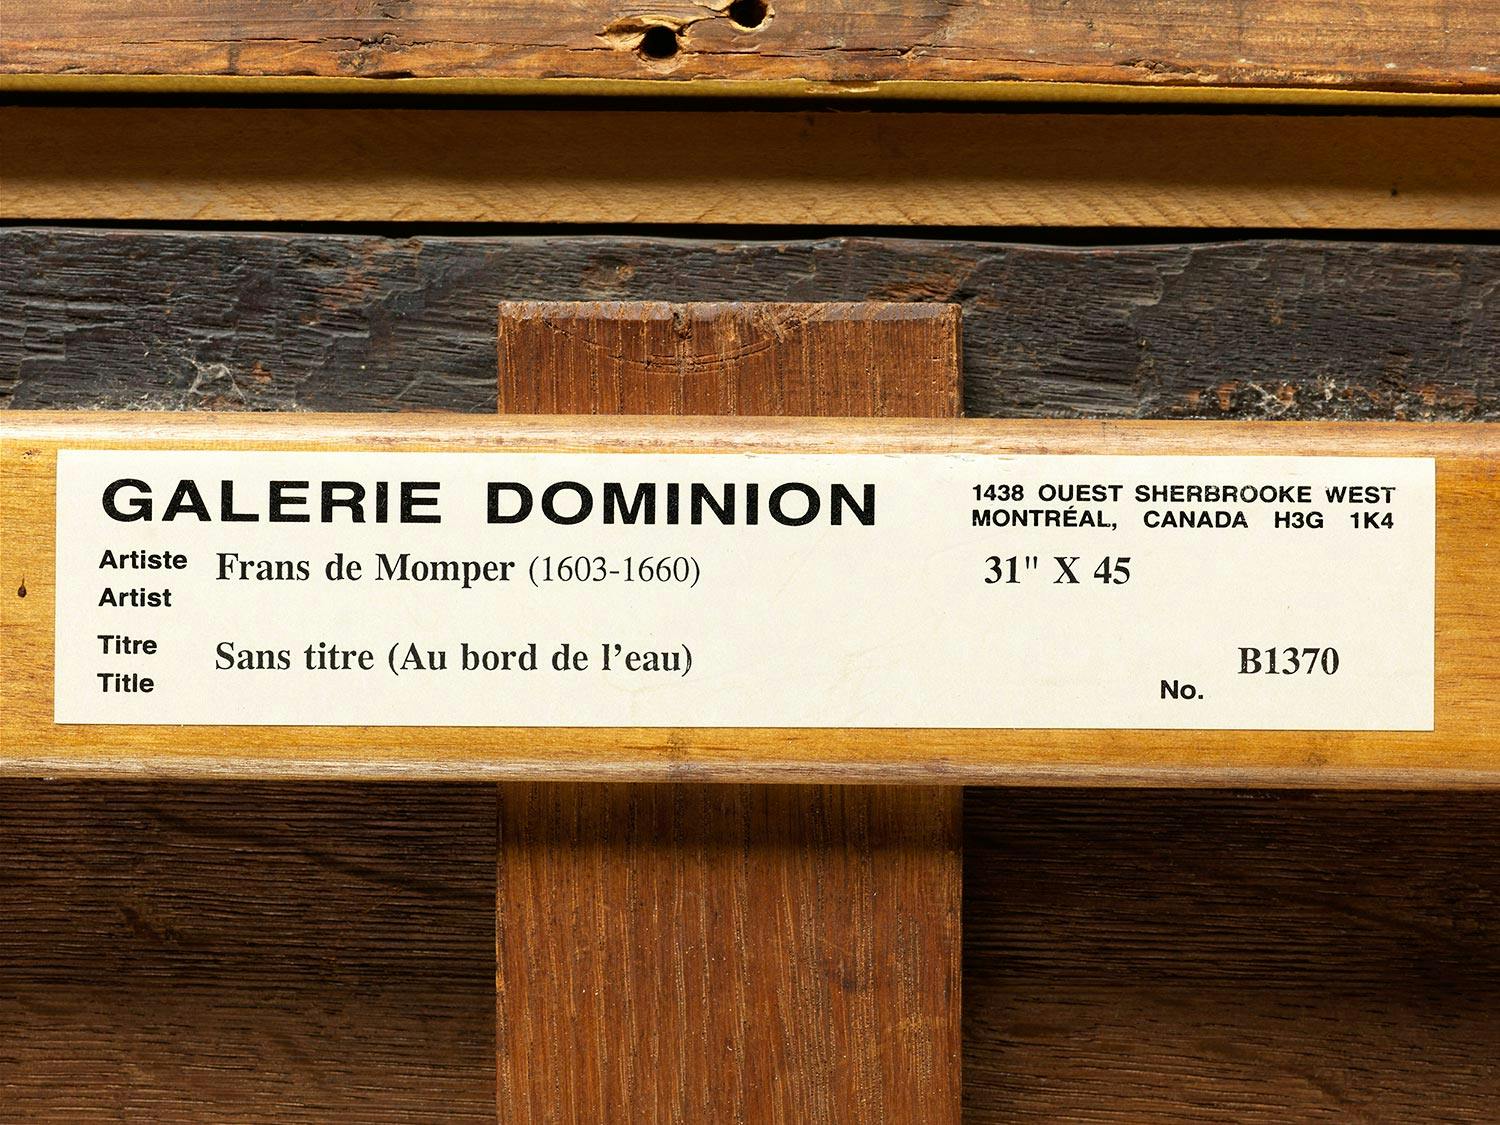 GALERIE DOMINION
1438 OUEST SHERBROOKE WEST
MONTRÉAL, CANADA H3G 1K4
Artiste Frans de Momper (1603-1660) 31" X 45
Artist
Titre Sans titre (Au bord de l’eau)
Title
No. B1370